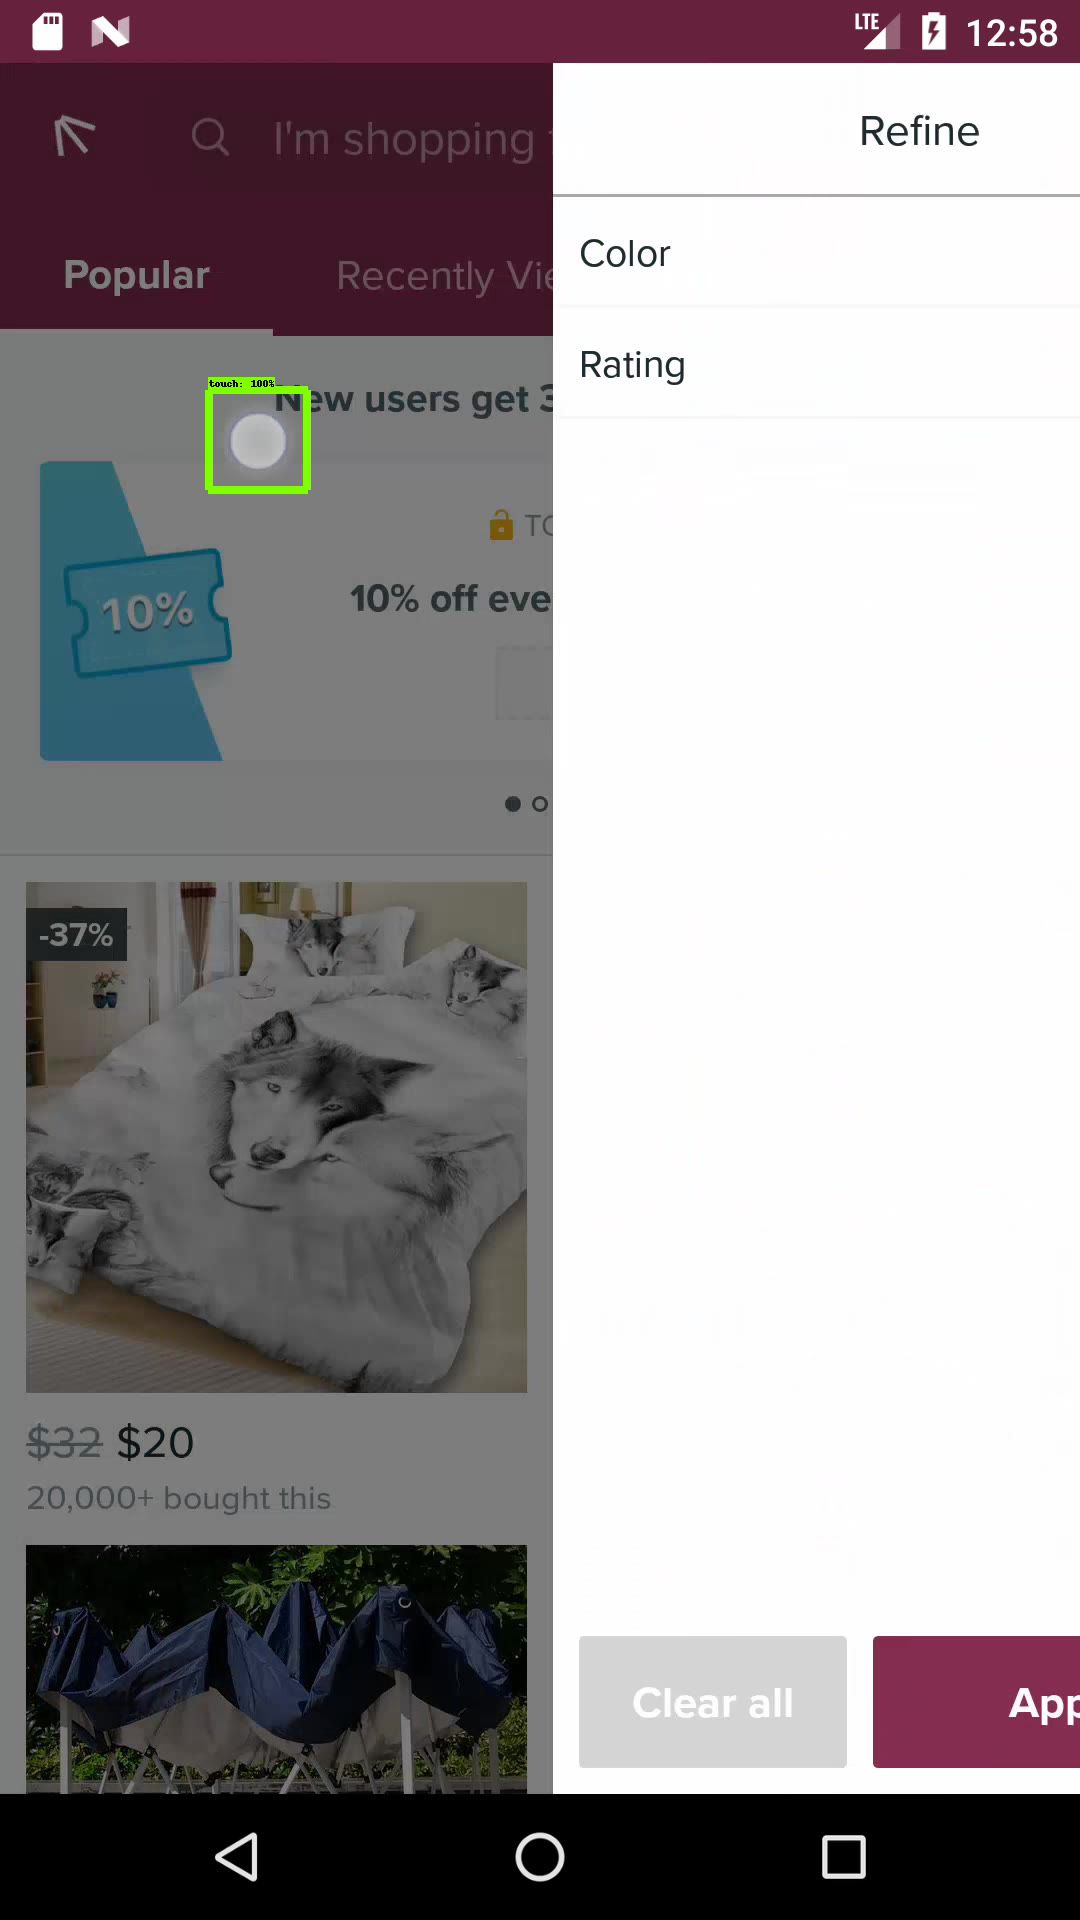 LTE 12:58
I'm shopping
Refine
Popular
Recently Vie
Color
Rating
touch: 100%
New users get 3
TO
10% off eve
10%
-37%
$32 $20
20,000+ bought this
Clear all
App